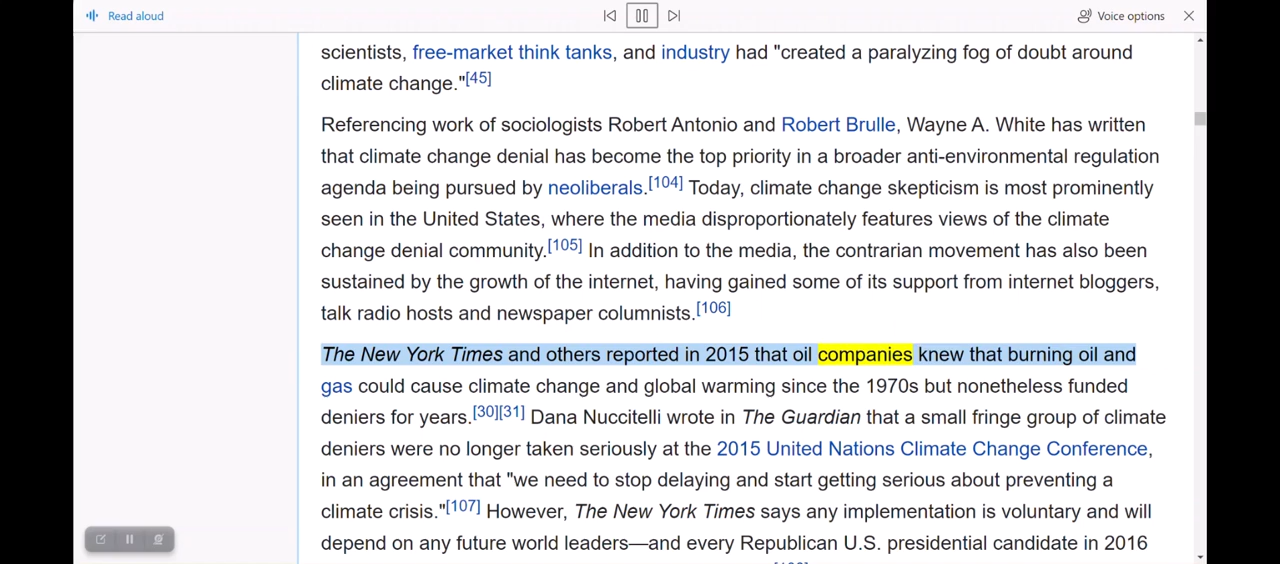 Read aloud
Voice options
scientists, free-market think tanks, and industry had "created a paralyzing fog of doubt around
climate change."[45]
Referencing work of sociologists Robert Antonio and Robert Brulle, Wayne A. White has written
that climate change denial has become the top priority in a broader anti-environmental regulation
agenda being pursued by neoliberals.[104] Today, climate change skepticism is most prominently
seen in the United States, where the media disproportionately features views of the climate
change denial community.[105] In addition to the media, the contrarian movement has also been
sustained by the growth of the internet, having gained some of its support from internet bloggers,
talk radio hosts and newspaper columnists.[106]
The New York Times and others reported in 2015 that oil companies knew that burning oil and
gas could cause climate change and global warming since the 1970s but nonetheless funded
deniers for years.[30][31] Dana Nuccitelli wrote in The Guardian that a small fringe group of climate
deniers were no longer taken seriously at the 2015 United Nations Climate Change Conference,
in an agreement that "we need to stop delaying and start getting serious about preventing a
climate crisis."[107] However, The New York Times says any implementation is voluntary and will
depend on any future world leaders—and every Republican U.S. presidential candidate in 2016